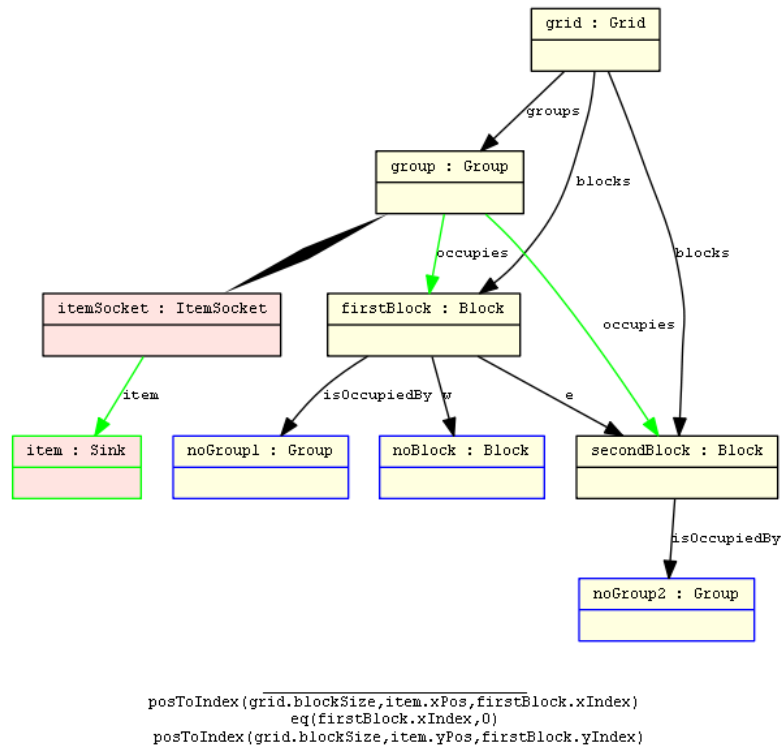 grid : Grid
groups
group : Group
blocks
blocks
occupies
itemSocket : ItemSocket
firstBlock : Block
occupies
item
isOccupiedBy
w
e
item : Sink
noGroup1 : Group
noBlock : Block
secondBlock : Block
isOccupiedBy
noGroup2 : Group
posToIndex(grid.blockSize,item.xPos,firstBlock.xIndex)
eq(firstBlock.xIndex,0)
posToIndex(grid.blockSize,item.yPos,firstBlock.yIndex)